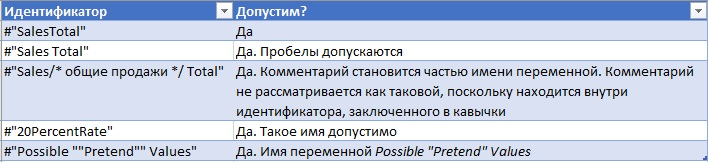 Идентификатор Допустим?
#"SalesTotal" Да
#"Sales Total" Да. Пробелы допускаются
#"Sales/* общие продажи */ Total" Да. Комментарий становится частью имени переменной. Комментарий
не рассматривается как таковой, поскольку находится внутри
идентификатора, заключенного в кавычки
#"20PercentRate" Да. Такое имя допустимо
#"Possible ""Pretend"" Values" Да. Имя переменной Possible "Pretend" Values